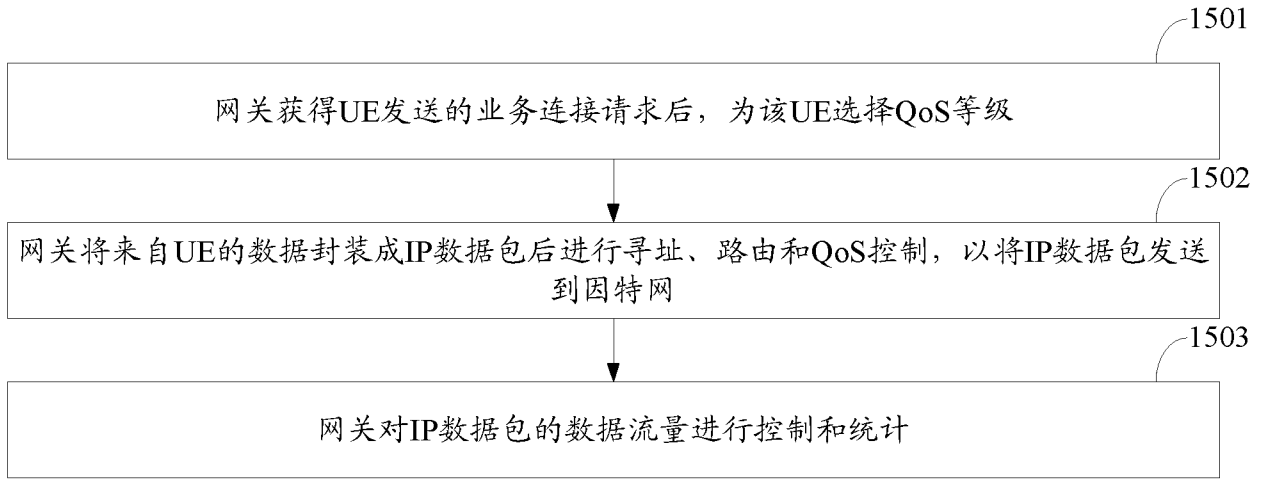 1501
网关获得UE发送的业务连接请求后，为该UE选择QoS等级
1502
网关将来自UE的数据封装成IP数据包后进行寻址、路由和QoS控制，以将IP数据包发送
到因特网
1503
网关对IP数据包的数据流量进行控制和统计